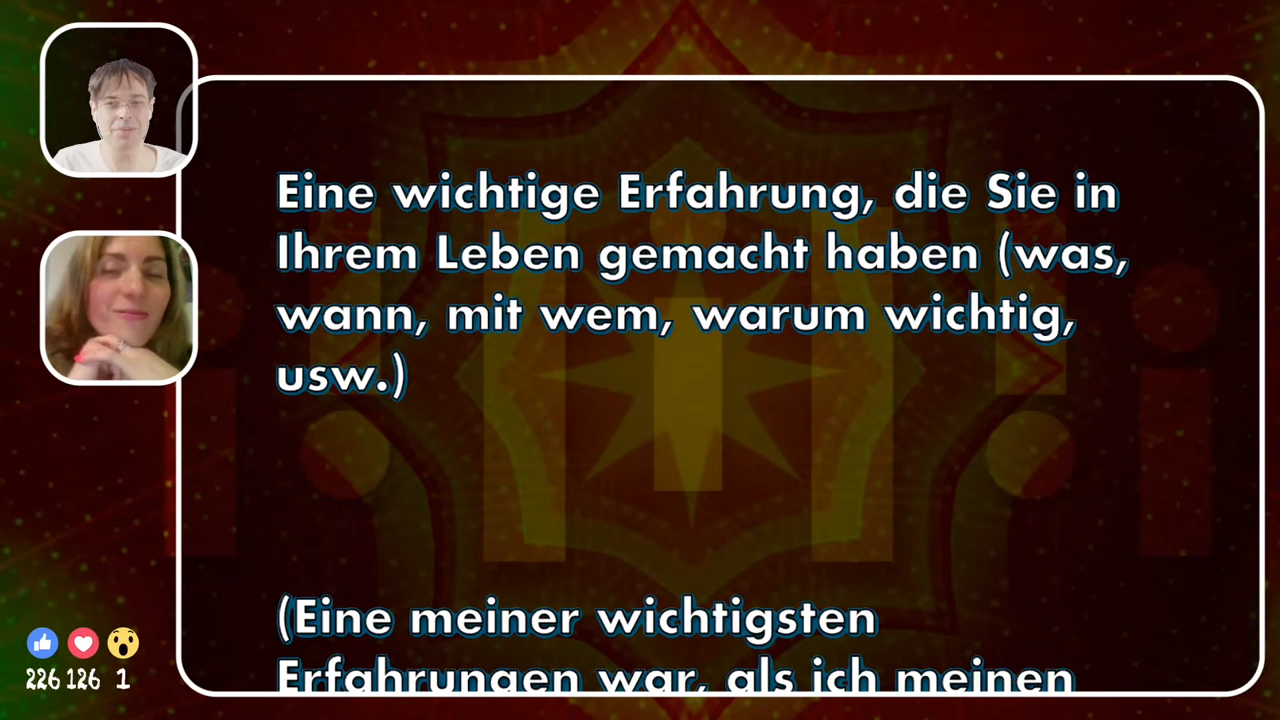 Eine wichtige Erfahrung, die Sie in
Ihrem Leben gemacht haben (was,
wann, mit wem, warum wichtig,
usw.)
(Eine meiner wichtigsten
Erfahrungen war, als ich meinen
226 126 1